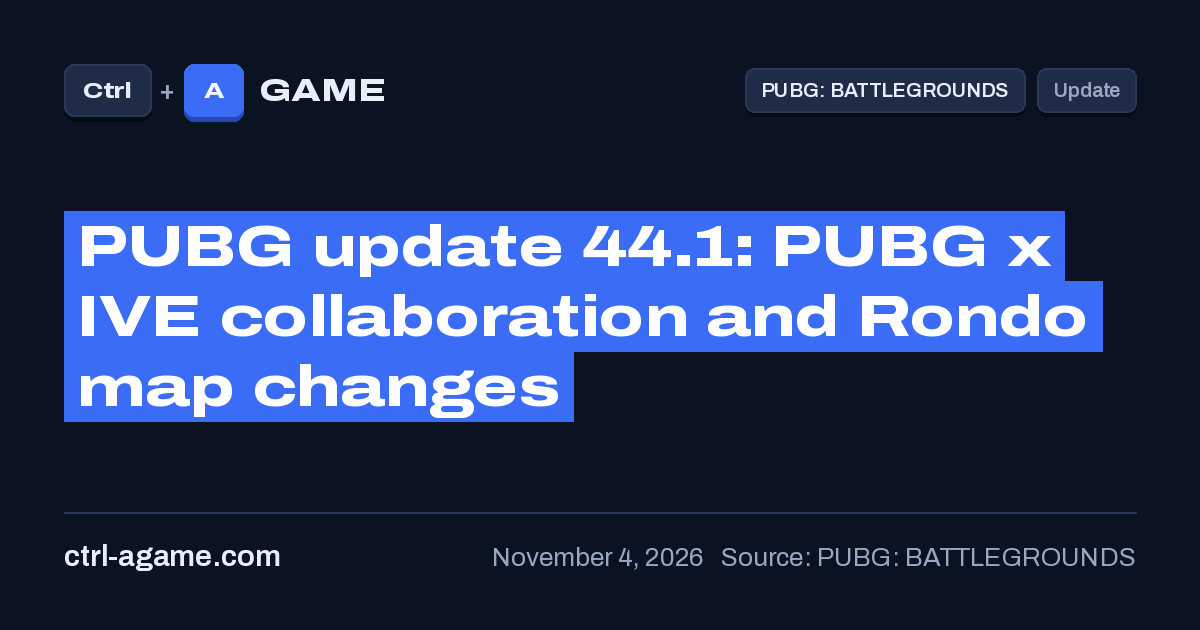 Ctrl + A GAME
PUBG: BATTLEGROUNDS Update
PUBG update 44.1: PUBG x
IVE collaboration and Rondo
map changes
ctrl-agame.com
November 4, 2026 Source: PUBG: BATTLEGROUNDS